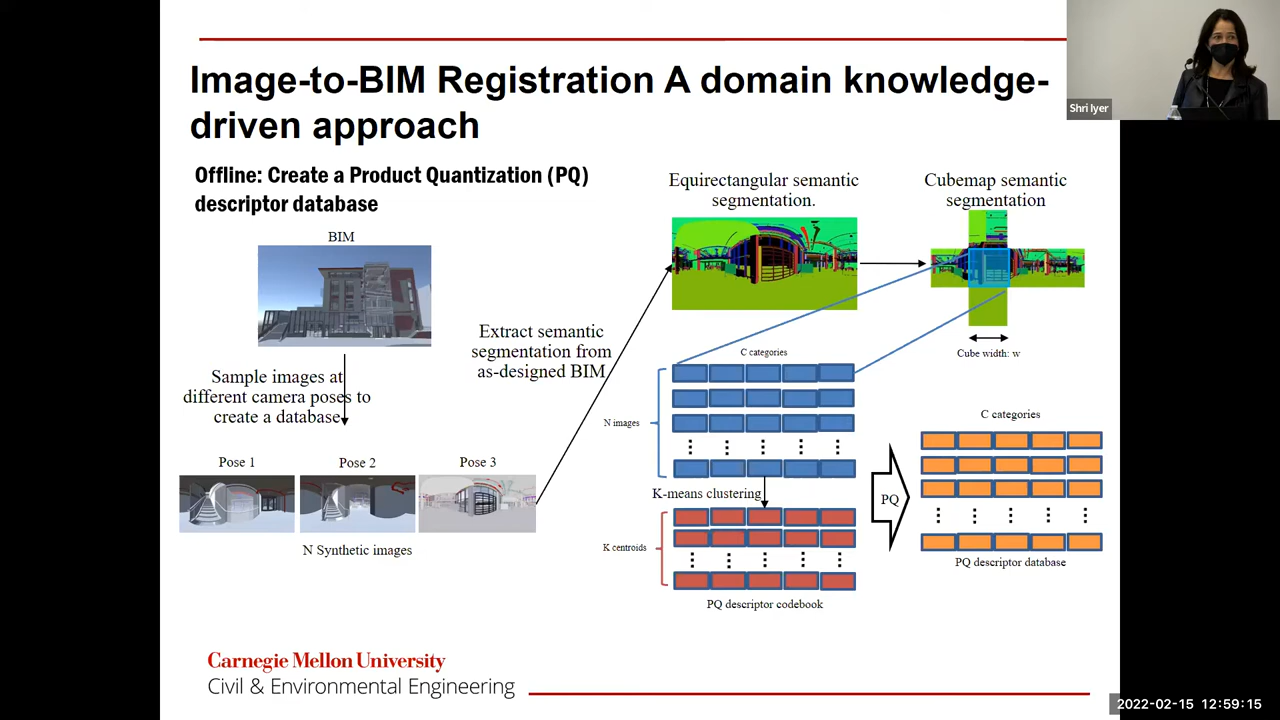 Image-to-BIM Registration A domain knowledge-
driven approach
Shri Iyer
Offline: Create a Product Quantization (PQ)
descriptor database
BIM
Sample images at
different camera poses to
create a database
Pose 1
Pose 2
Pose 3
N Synthetic images
Extract semantic
segmentation from
as-designed BIM
Equirectangular semantic
segmentation.
Cubemap semantic
segmentation
Cube width: w
C categories
N images
K-means clustering
K centroids
PQ descriptor codebook
PQ
C categories
PQ descriptor database
Carnegie Mellon University
Civil & Environmental Engineering
2022-02-15 12:59:15